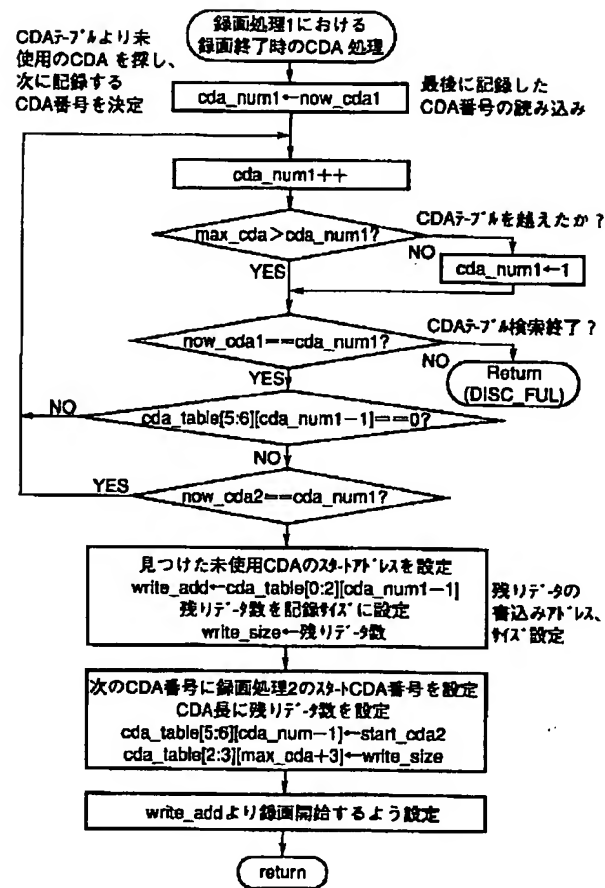 録画処理1における
録画終了時のCDA 処理
CDAﾃｰﾌﾞﾙより未
使用のCDA を探し、
次に記録する
CDA番号を決定
cda_num1←now_cda1
最後に記録した
CDA番号の読み込み
cda_num1++
max_cda>cda_num1?
CDAﾃｰﾌﾞﾙを越えたか?
NO
cda_num1←1
YES
now_cda1==cda_num1?
CDAﾃｰﾌﾞﾙ検索終了?
NO
Return
(DISC_FUL)
YES
NO
cda_table[5:6][cda_num1−1]==0?
NO
YES
now_cda2==cda_num1?
見つけた未使用CDAのｽﾀｰﾄｱﾄﾞﾚｽを設定
write_add←cda_table[0:2][cda_num1−1]
残りﾃﾞｰﾀ数を記録ｻｲｽﾞに設定
write_size←残りﾃﾞｰﾀ数
残りﾃﾞｰﾀの
書込みｱﾄﾞﾚｽ、
ｻｲｽﾞ設定
次のCDA番号に録画処理2のｽﾀｰﾄCDA番号を設定
CDA長に残りﾃﾞｰﾀ数を設定
cda_table[5:6][cda_num−1]←start_cda2
cda_table[2:3][max_cda+3]←write_size
write_addより録画開始するよう設定
return